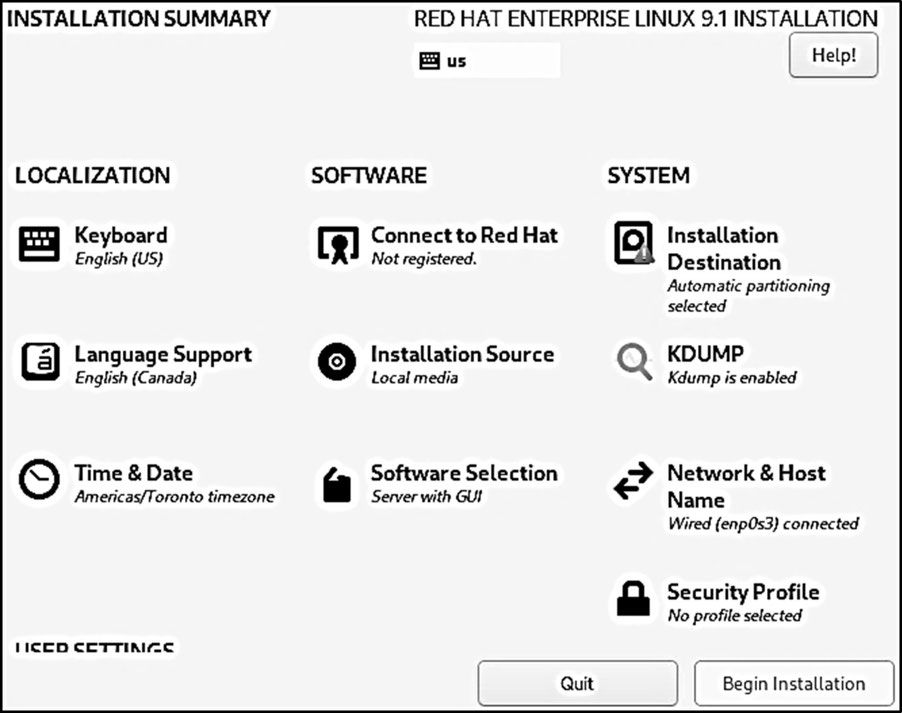 INSTALLATION SUMMARY
RED HAT ENTERPRISE LINUX 9.1 INSTALLATION
us
Help!
LOCALIZATION
Keyboard
English (US)
Language Support
English (Canada)
Time & Date
Americas/Toronto timezone
SOFTWARE
Connect to Red Hat
Not registered.
Installation Source
Local media
Software Selection
Server with GUI
SYSTEM
Installation
Destination
Automatic partitioning
selected
KDUMP
Kdump is enabled
Network & Host
Name
Wired (enp0s3) connected
Security Profile
No profile selected
USER SETTINGS
Quit
Begin Installation